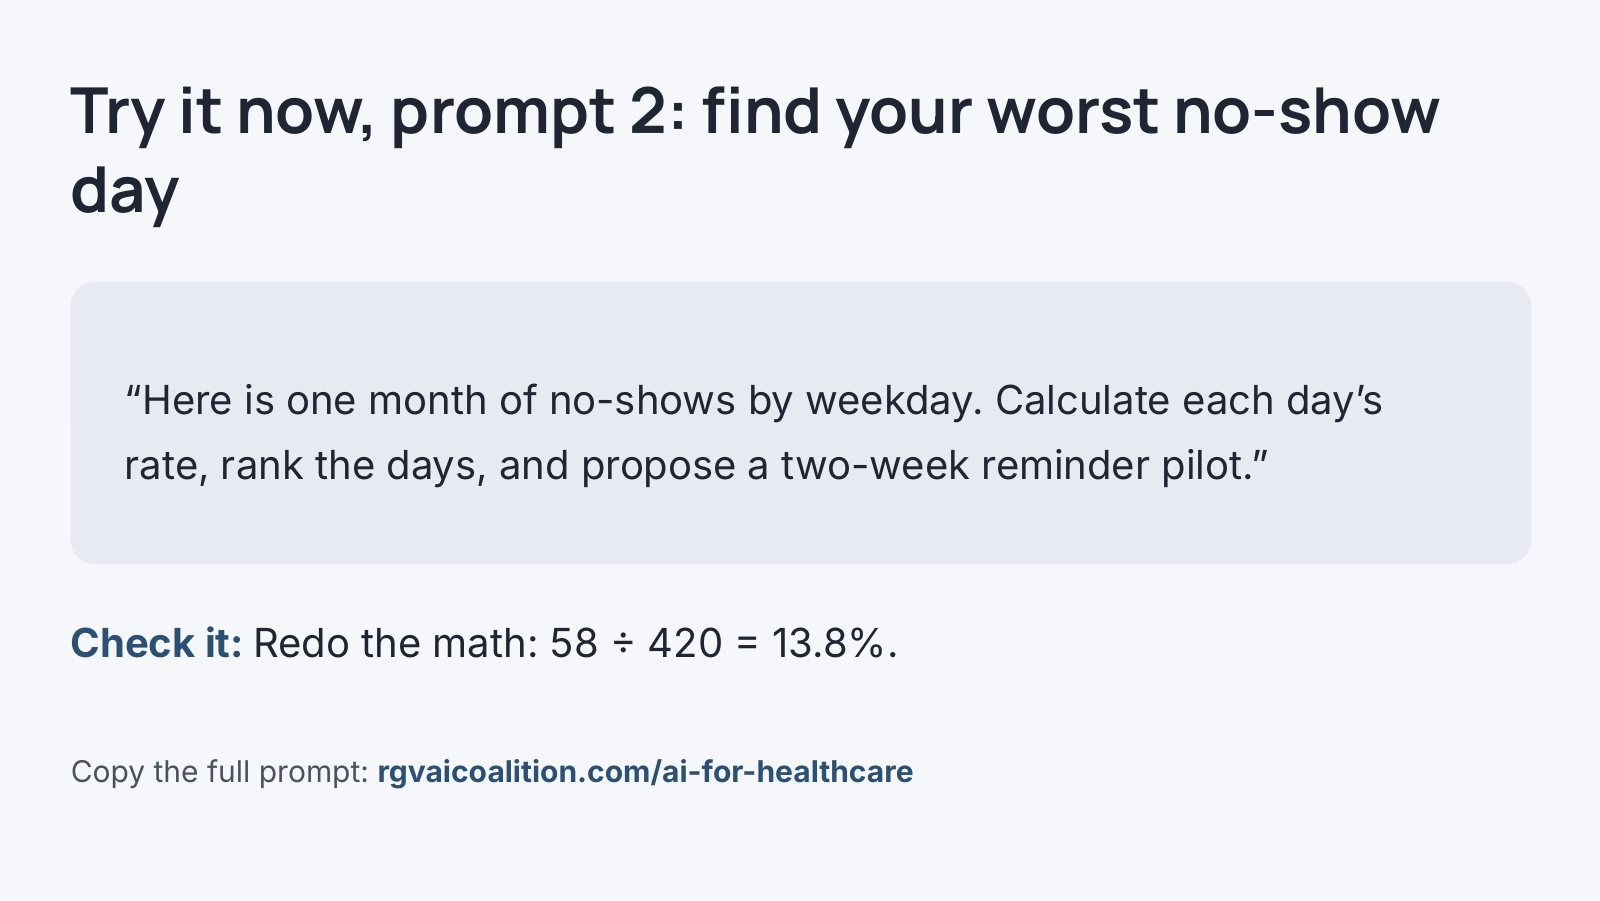 Try it now, prompt 2: find your worst no-show
day
“Here is one month of no-shows by weekday. Calculate each day’s
rate, rank the days, and propose a two-week reminder pilot.”
Check it: Redo the math: 58 ÷ 420 = 13.8%.
Copy the full prompt: rgvaicoalition.com/ai-for-healthcare